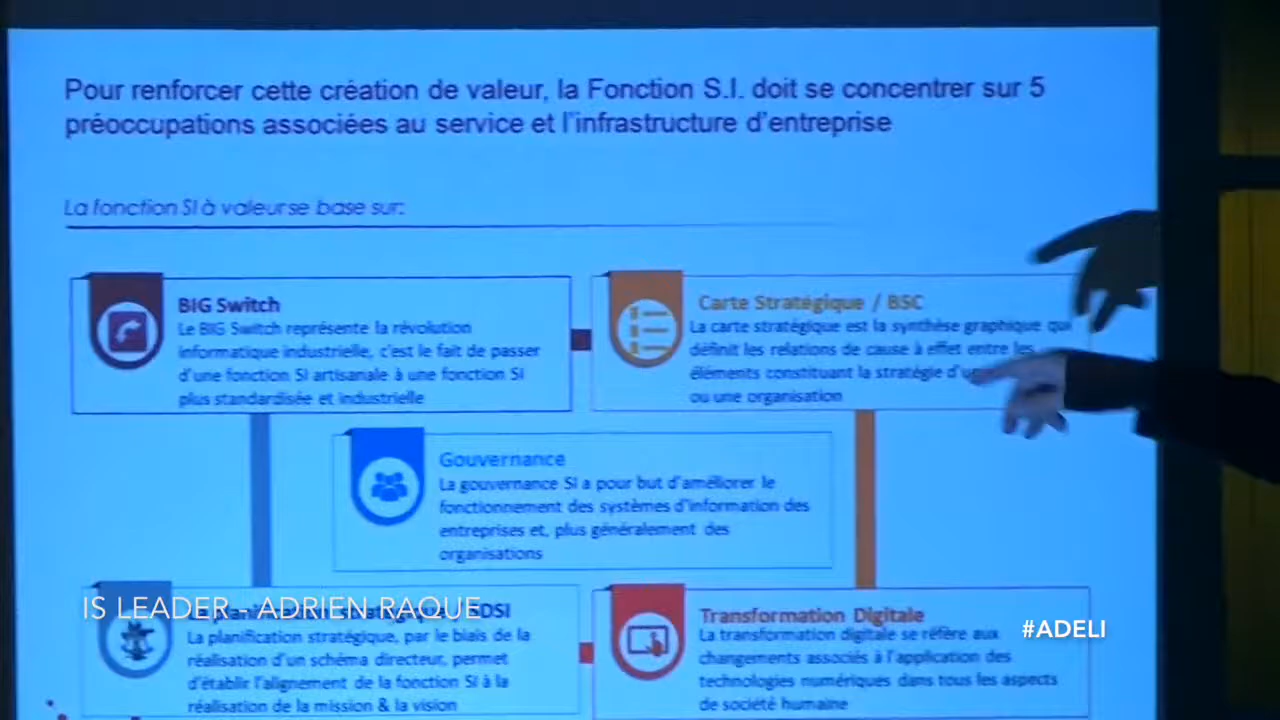 Pour renforcer cette création de valeur, la Fonction S.I. doit se concentrer sur 5
préoccupations associées au service et l'infrastructure d'entreprise
La fonction SI à valeur se base sur:
BIG Switch
Le BIG Switch représente la révolution
informatique industrielle, c'est le fait de passer
d'une fonction SI artisanale à une fonction SI
plus standardisée et industrielle
Carte Stratégique / BSC
La carte stratégique est la synthèse graphique qui
définit les relations de cause à effet entre les
éléments constituant la stratégie
ou une organisation
Gouvernance
La gouvernance SI a pour but d'améliorer le
fonctionnement des systèmes d'information des
entreprises et, plus généralement des
organisations
IS LEADER - ADRIEN RAQUE
La planification stratégique, par le biais de la
réalisation d'un schéma directeur, permet
d'établir l'alignement de la fonction SI à la
réalisation de la mission & la vision
Transformation Digitale
La transformation digitale se réfère aux
changements associés à l'application des
technologies numériques dans tous les aspects
de société humaine
#ADELI